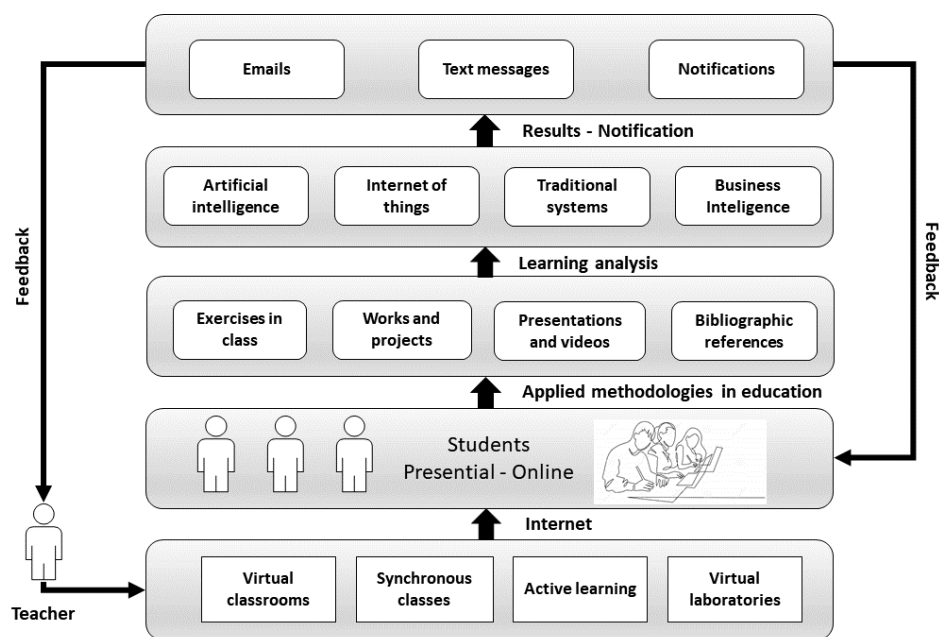 Emails
Text messages
Notifications
Results - Notification
Artificial
intelligence
Internet of
things
Traditional
systems
Business
Inteligence
Feedback
Feedback
Learning analysis
Exercises in
class
Works and
projects
Presentations
and videos
Bibliographic
references
Applied methodologies in education
Students
Presential - Online
Internet
Virtual
classrooms
Synchronous
classes
Active learning
Virtual
laboratories
Teacher